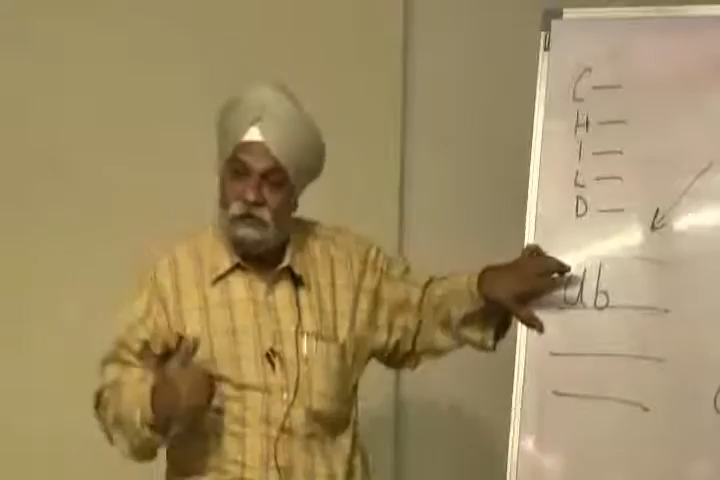 C —
H —
I —
L —
D —
Ub